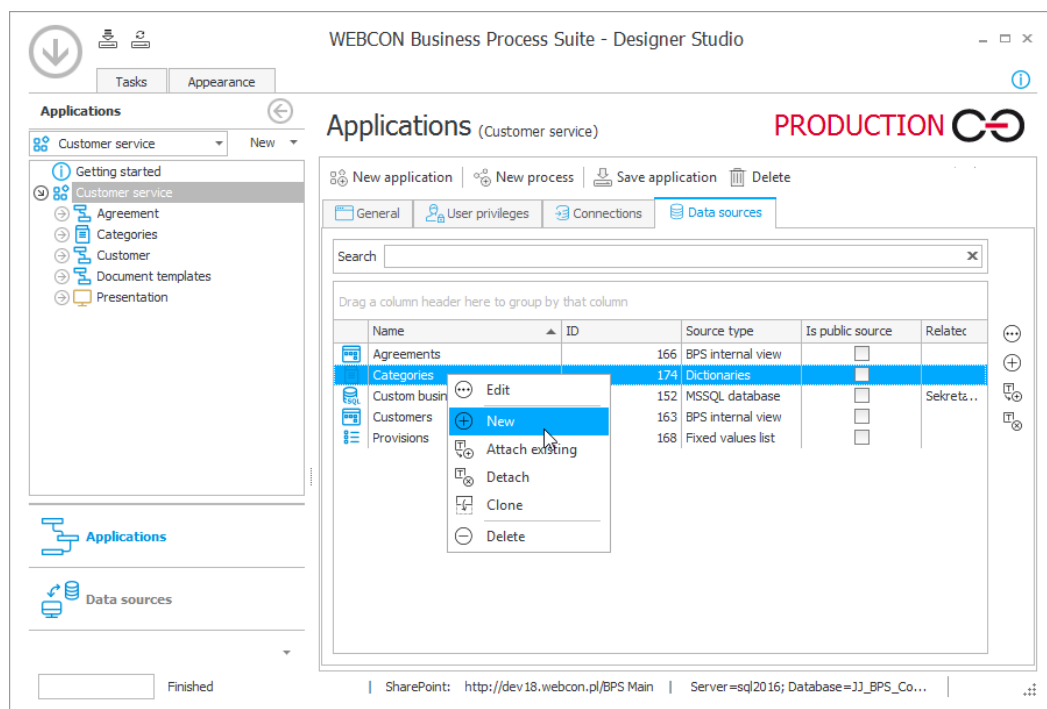 WEBCON Business Process Suite - Designer Studio
Tasks Appearance
Applications
Customer service New
Getting started
Customer service
Agreement
Categories
Customer
Document templates
Presentation
Applications
Data sources
Applications (Customer service)
PRODUCTION
New application New process Save application Delete
General User privileges Connections Data sources
Search
Drag a column header here to group by that column
Name ID Source type Is public source Relatec
Agreements 166 BPS internal view
Categories 174 Dictionaries
Custom busin 152 MSSQL database Sekreta...
Customers 163 BPS internal view
Provisions 168 Fixed values list
Edit
New
Attach existing
Detach
Clone
Delete
Finished | SharePoint: http://dev18.webcon.pl/BPS Main | Server=sql2016; Database=JJ_BPS_Co... |